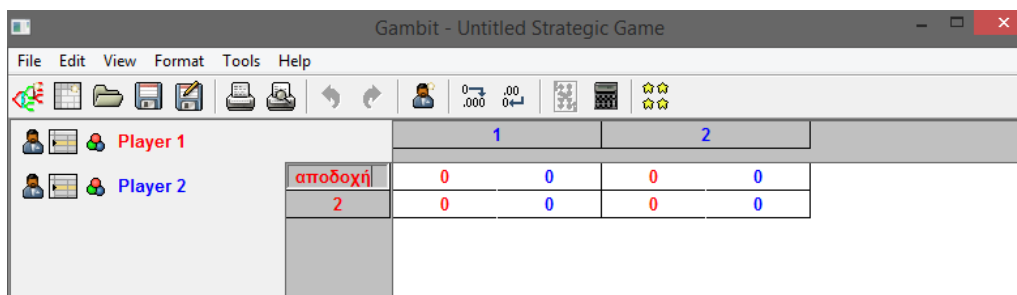 Gambit - Untitled Strategic Game
File Edit View Format Tools Help
0 .000 .00 0
Player 1
1 2
Player 2
αποδοχή 0 0 0 0
2 0 0 0 0